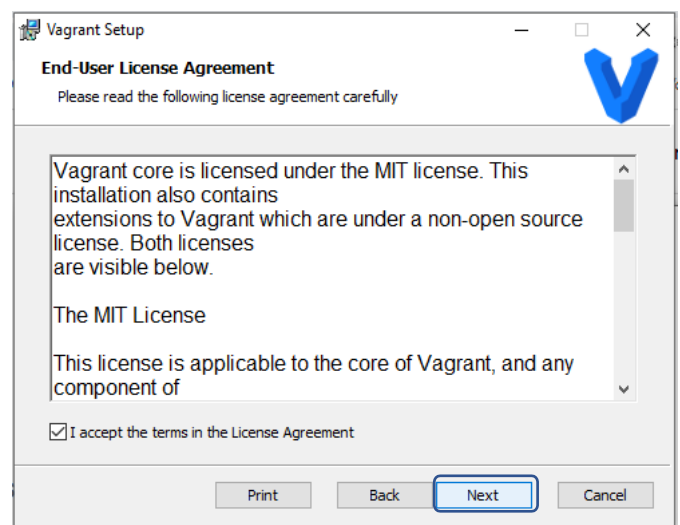 Vagrant Setup
End-User License Agreement
Please read the following license agreement carefully
Vagrant core is licensed under the MIT license. This
installation also contains
extensions to Vagrant which are under a non-open source
license. Both licenses
are visible below.
The MIT License
This license is applicable to the core of Vagrant, and any
component of
I accept the terms in the License Agreement
Print Back Next Cancel